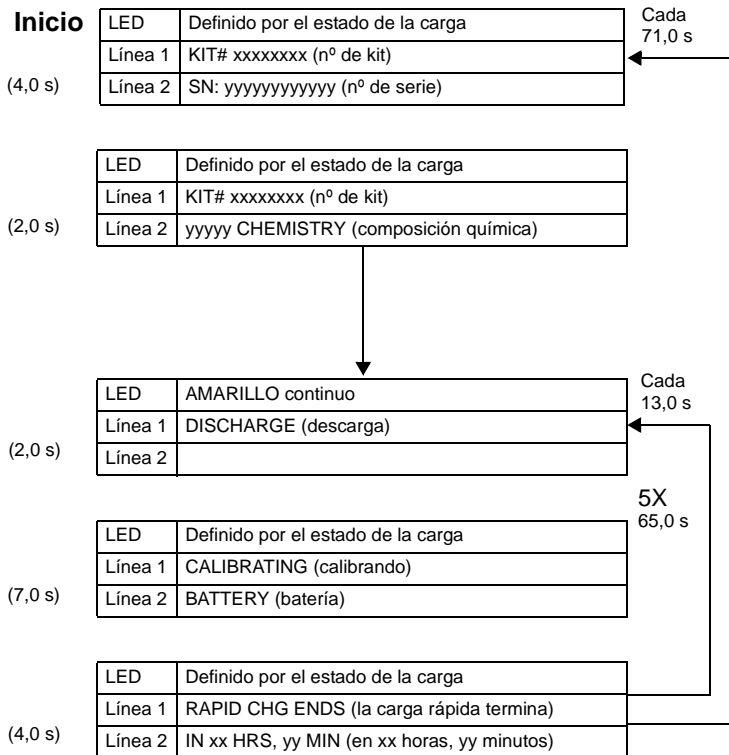 Inicio
LED Definido por el estado de la carga
Cada
71,0 s
Línea 1 KIT# xxxxxxxx (nº de kit)
(4,0 s)
Línea 2 SN: yyyyyyyyyyyy (nº de serie)
LED Definido por el estado de la carga
Línea 1 KIT# xxxxxxxx (nº de kit)
(2,0 s)
Línea 2 yyyyy CHEMISTRY (composición química)
LED AMARILLO continuo
Cada
13,0 s
Línea 1 DISCHARGE (descarga)
(2,0 s)
Línea 2
5X
65,0 s
LED Definido por el estado de la carga
Línea 1 CALIBRATING (calibrando)
(7,0 s)
Línea 2 BATTERY (batería)
LED Definido por el estado de la carga
Línea 1 RAPID CHG ENDS (la carga rápida termina)
(4,0 s)
Línea 2 IN xx HRS, yy MIN (en xx horas, yy minutos)